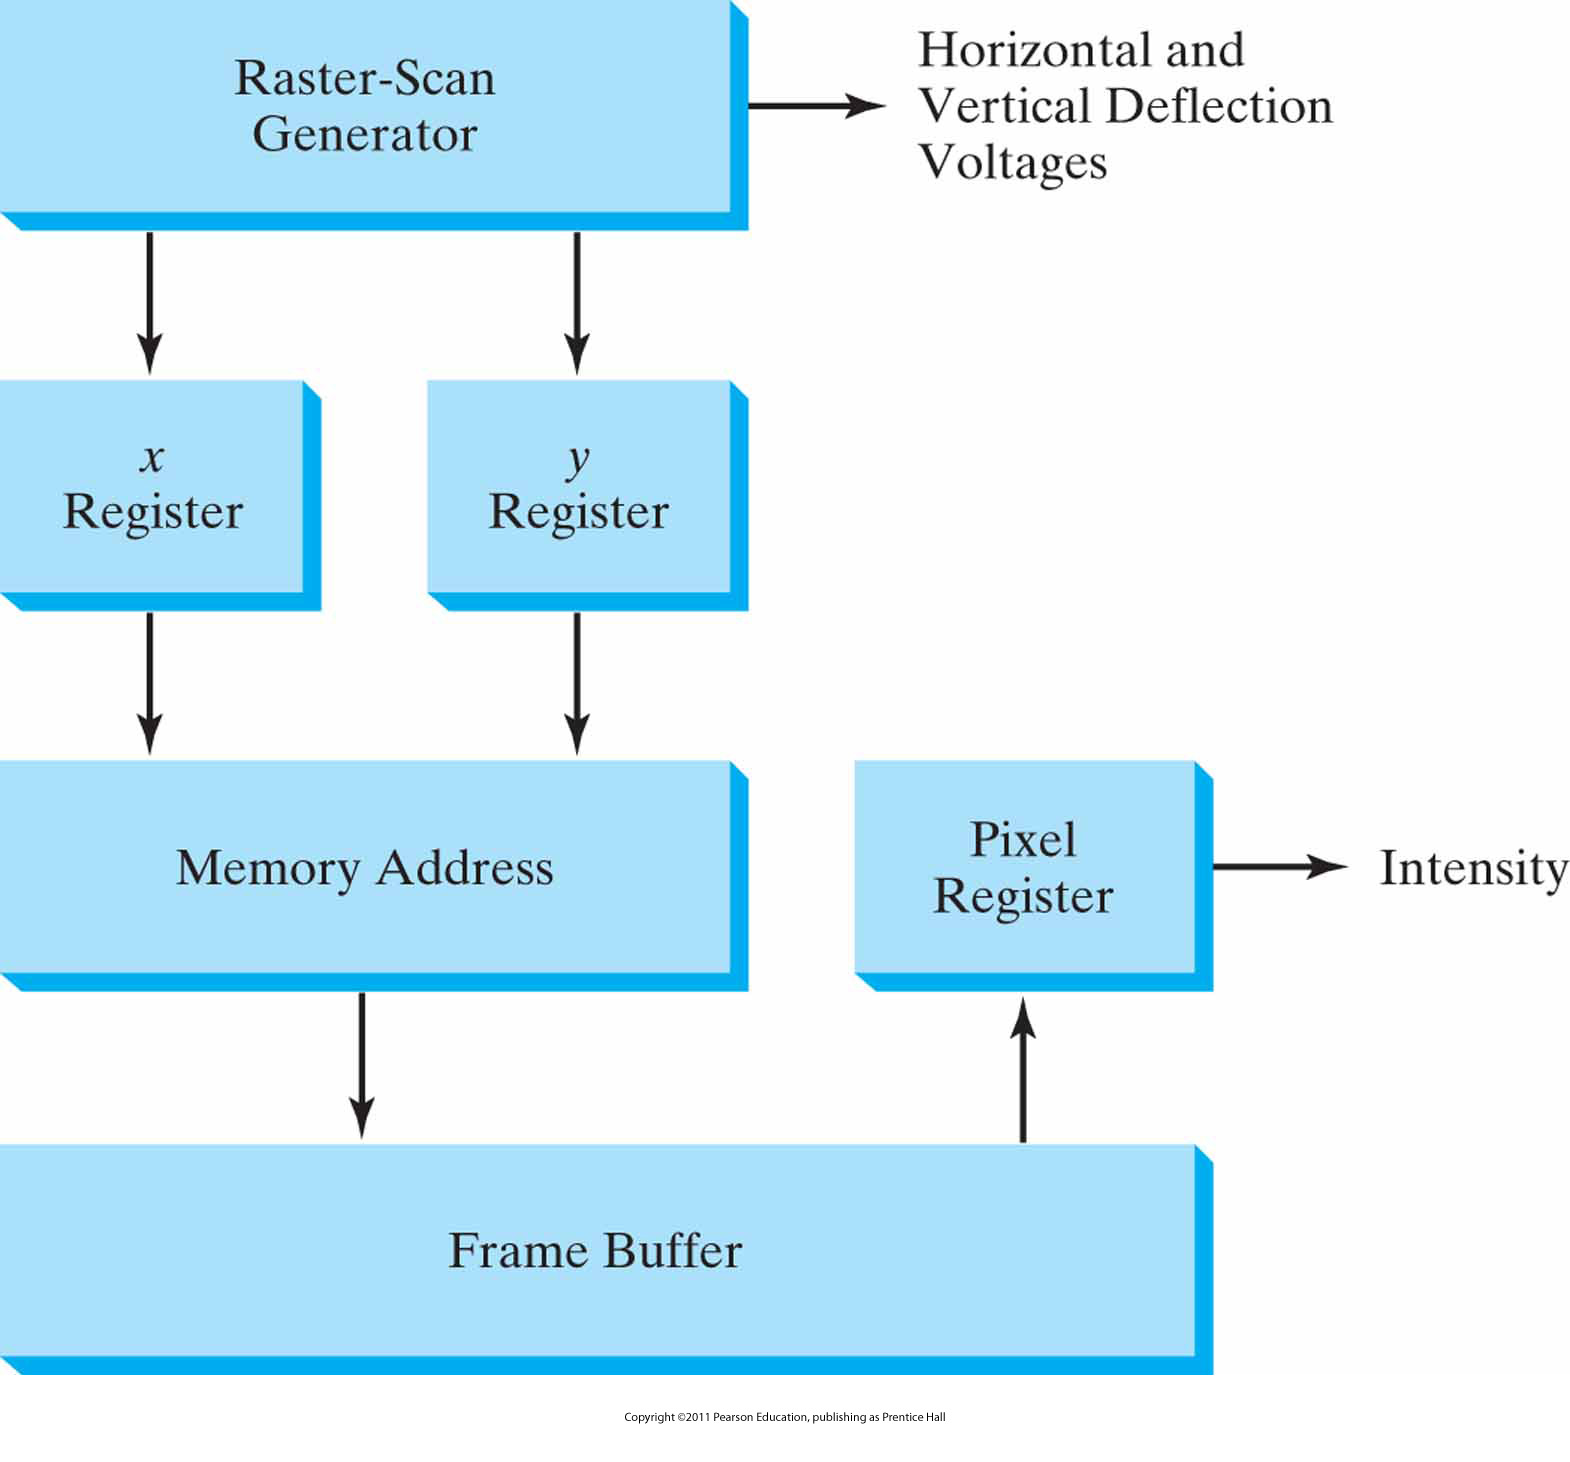 Raster-Scan
Generator
Horizontal and
Vertical Deflection
Voltages
x
Register
y
Register
Memory Address
Pixel
Register
Intensity
Frame Buffer
Copyright ©2011 Pearson Education, publishing as Prentice Hall